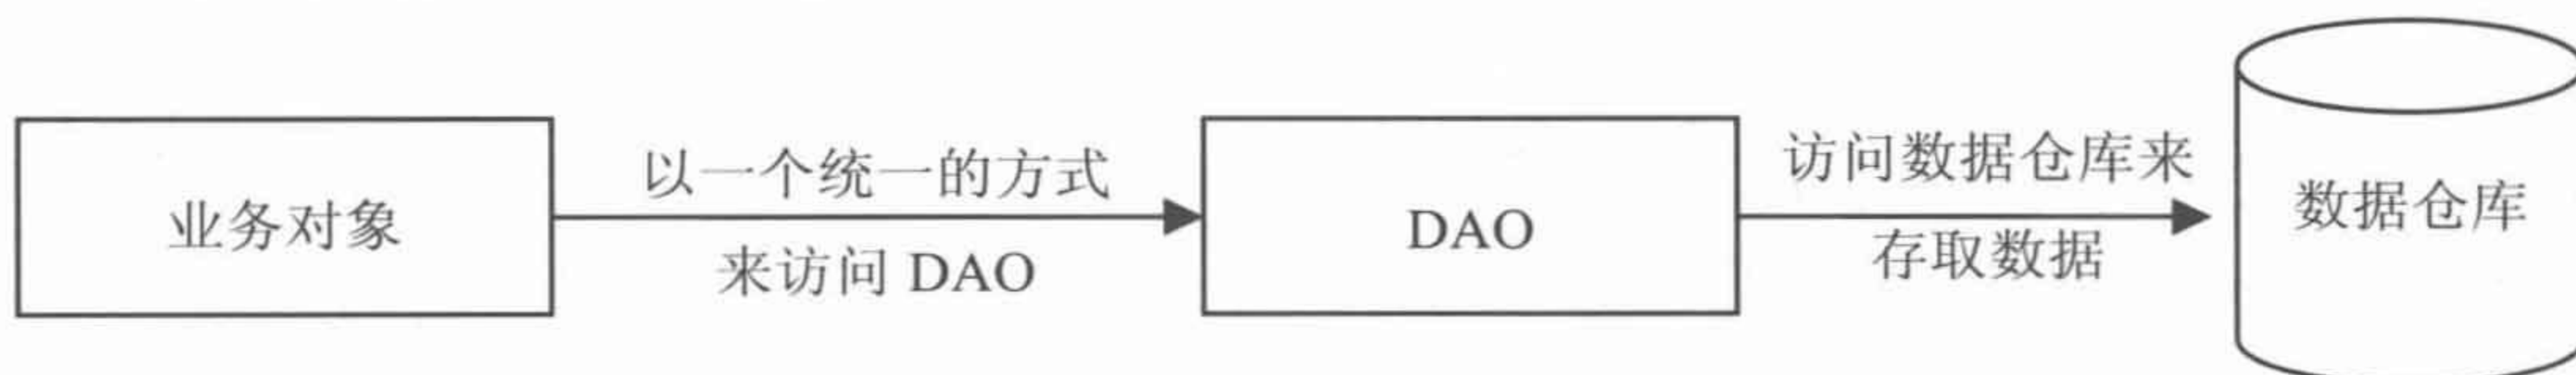 业务对象
以一个统一的方式
来访问 DAO
DAO
访问数据仓库来
存取数据
数据仓库